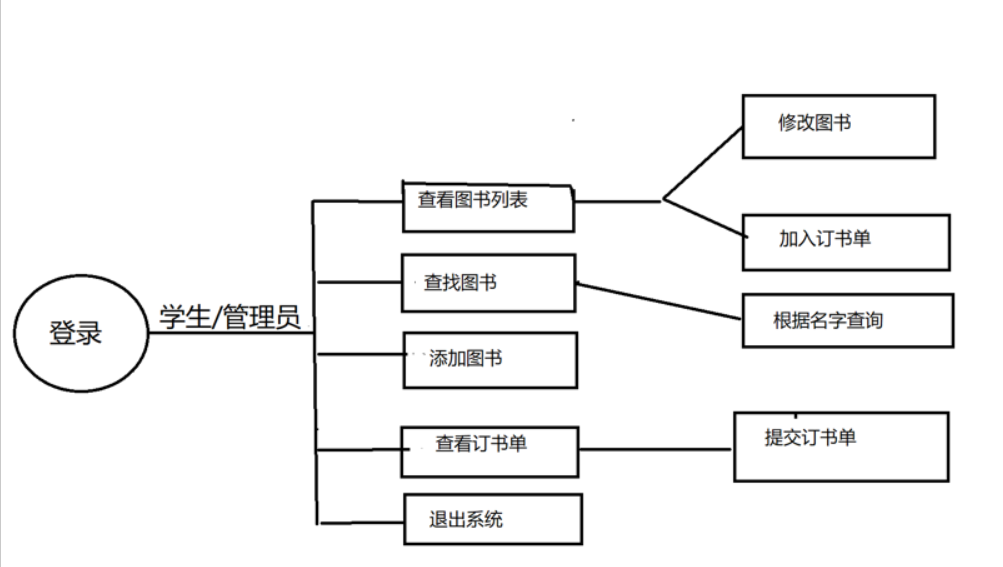 登录
学生/管理员
查看图书列表
修改图书
加入订书单
查找图书
根据名字查询
添加图书
查看订书单
提交订书单
退出系统